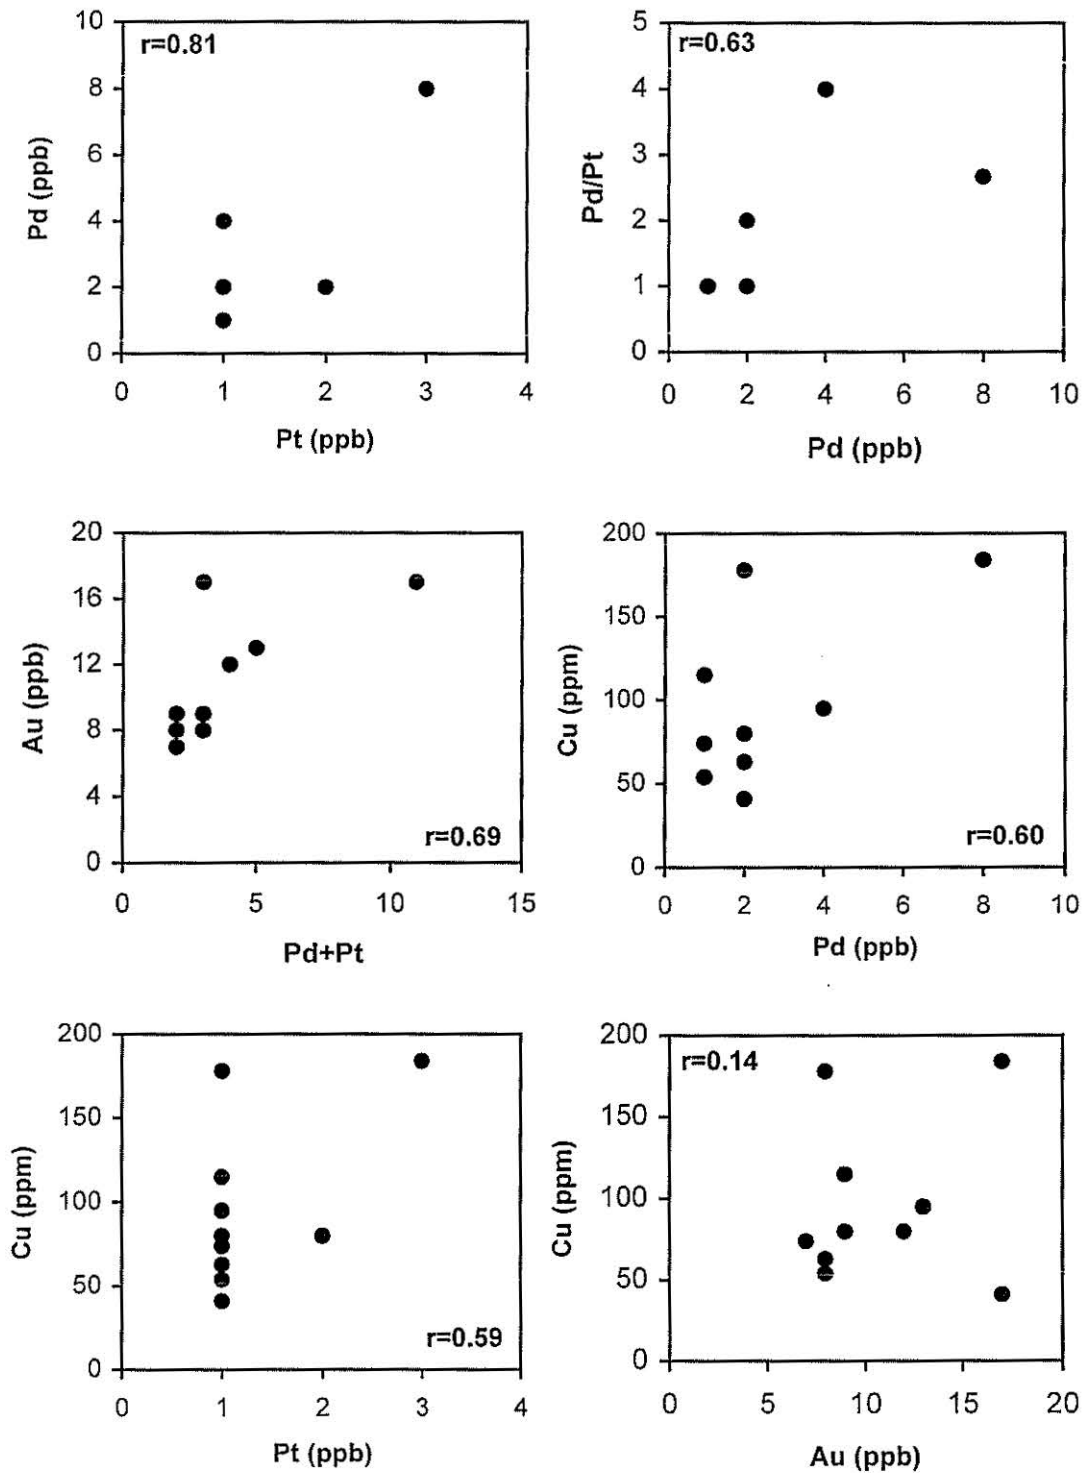 r=0.81
Pd (ppb)
10
8
6
4
2
0
0 1 2 3 4
Pt (ppb)
r=0.63
Pd/Pt
5
4
3
2
1
0
0 2 4 6 8 10
Pd (ppb)
Au (ppb)
20
16
12
8
4
0
r=0.69
0 5 10 15
Pd+Pt
Cu (ppm)
200
150
100
50
0
r=0.60
0 2 4 6 8 10
Pd (ppb)
Cu (ppm)
200
150
100
50
0
r=0.59
0 1 2 3 4
Pt (ppb)
r=0.14
Cu (ppm)
200
150
100
50
0
0 5 10 15 20
Au (ppb)